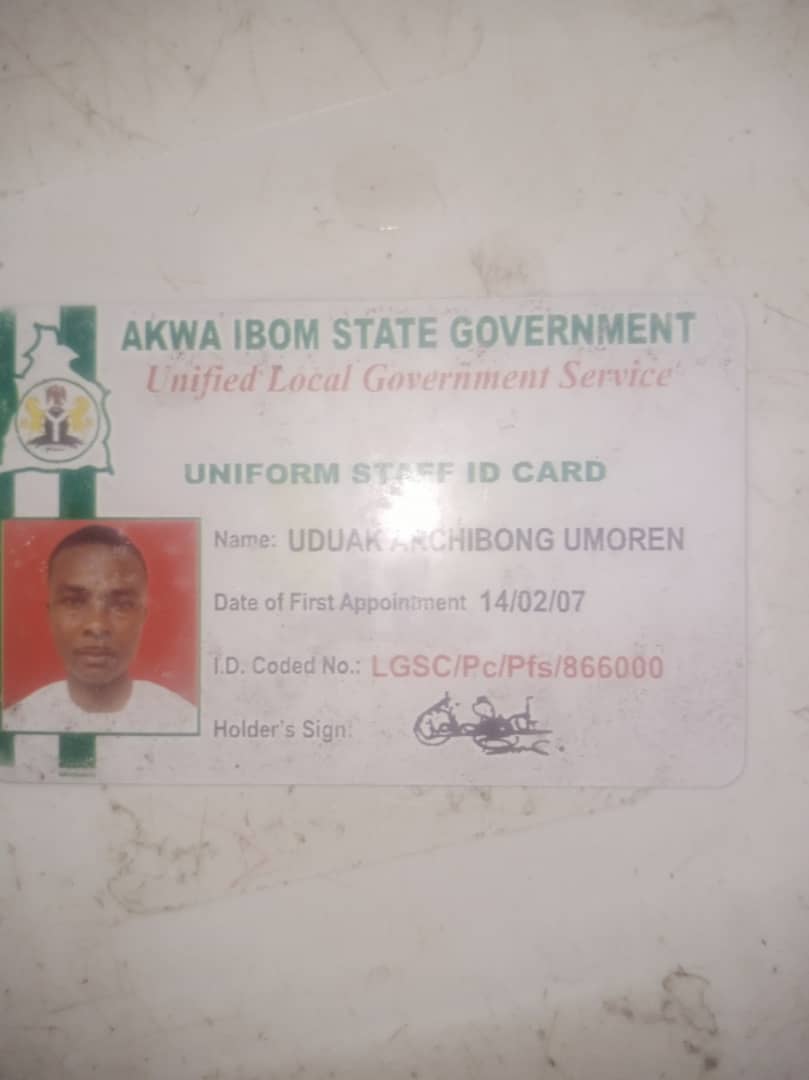 AKWA IBOM STATE GOVERNMENT
Unified Local Government Service
UNIFORM STAFF ID CARD
Name: UDUAK ARCHIBONG UMOREN
Date of First Appointment 14/02/07
I.D. Coded No.: LGSC/Pc/Pfs/866000
Holder's Sign: